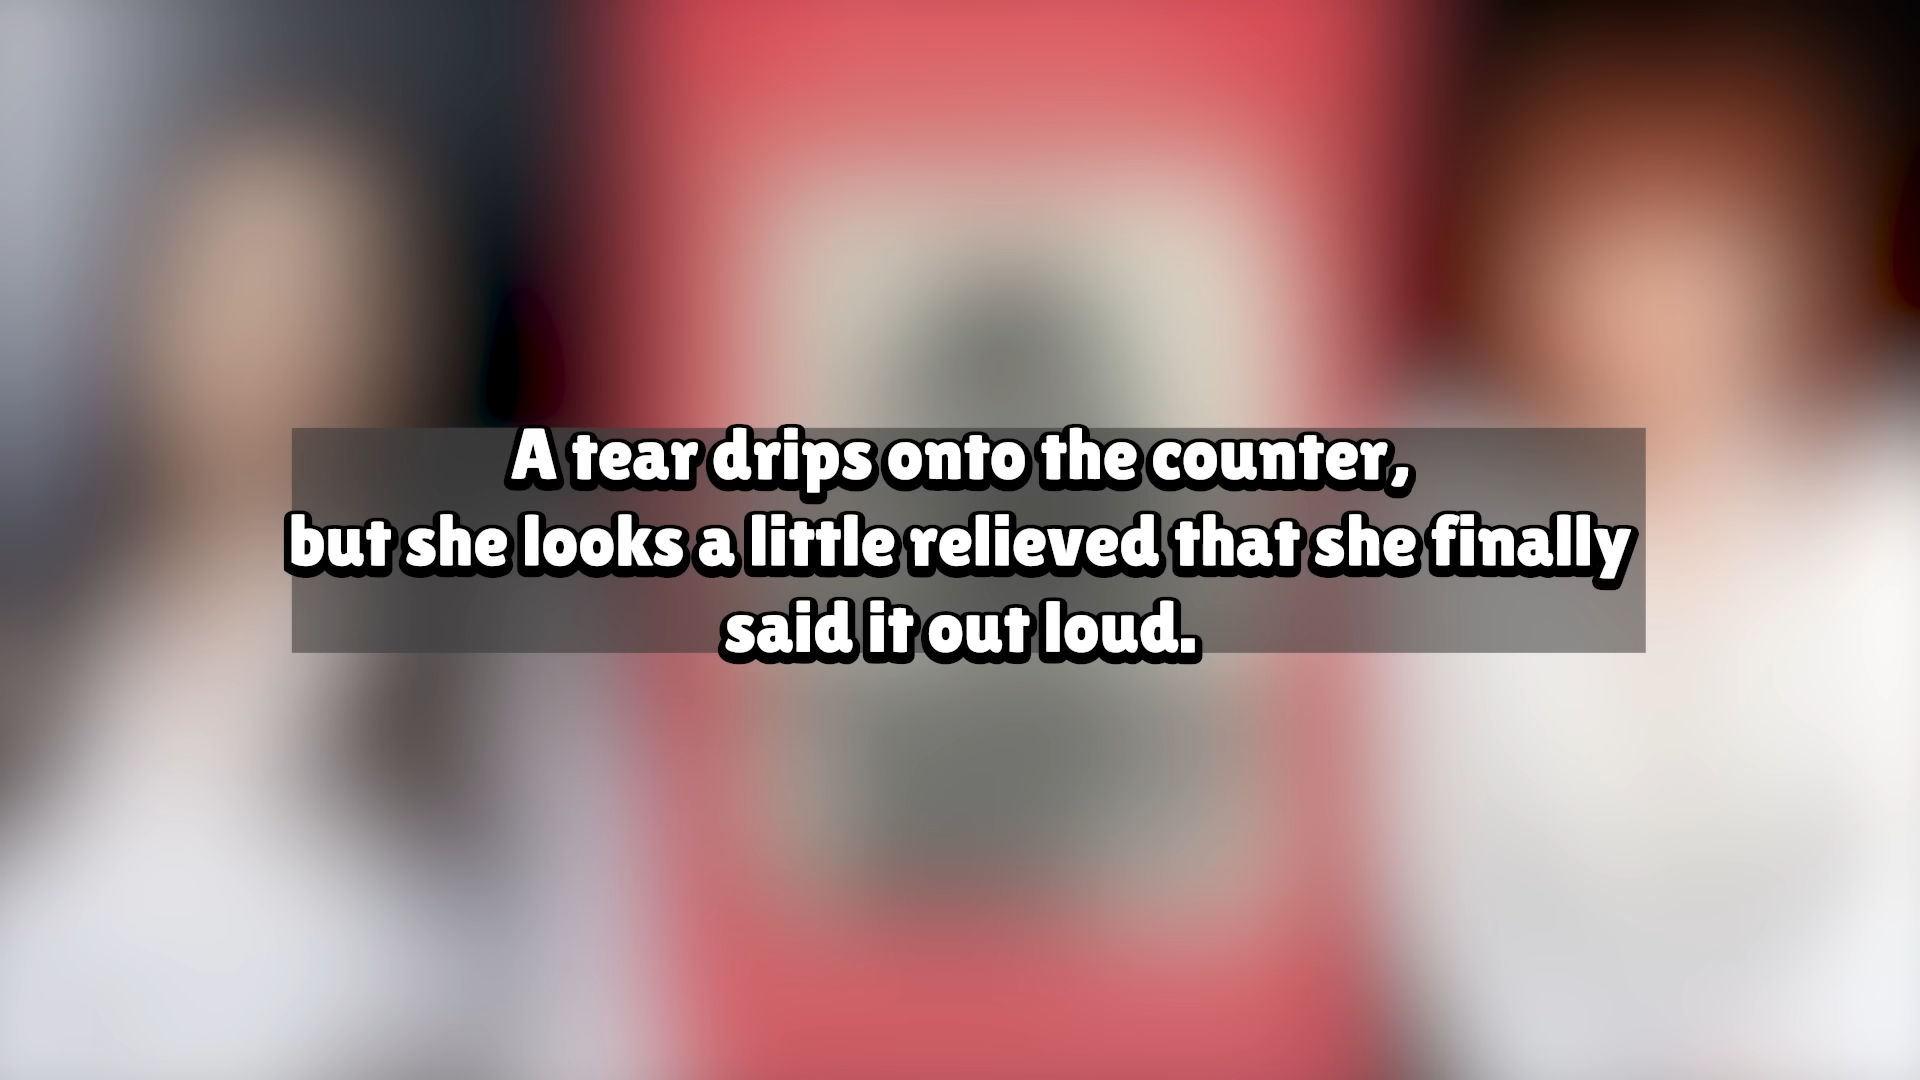 A tear drips onto the counter,
but she looks a little relieved that she finally
said it out loud.